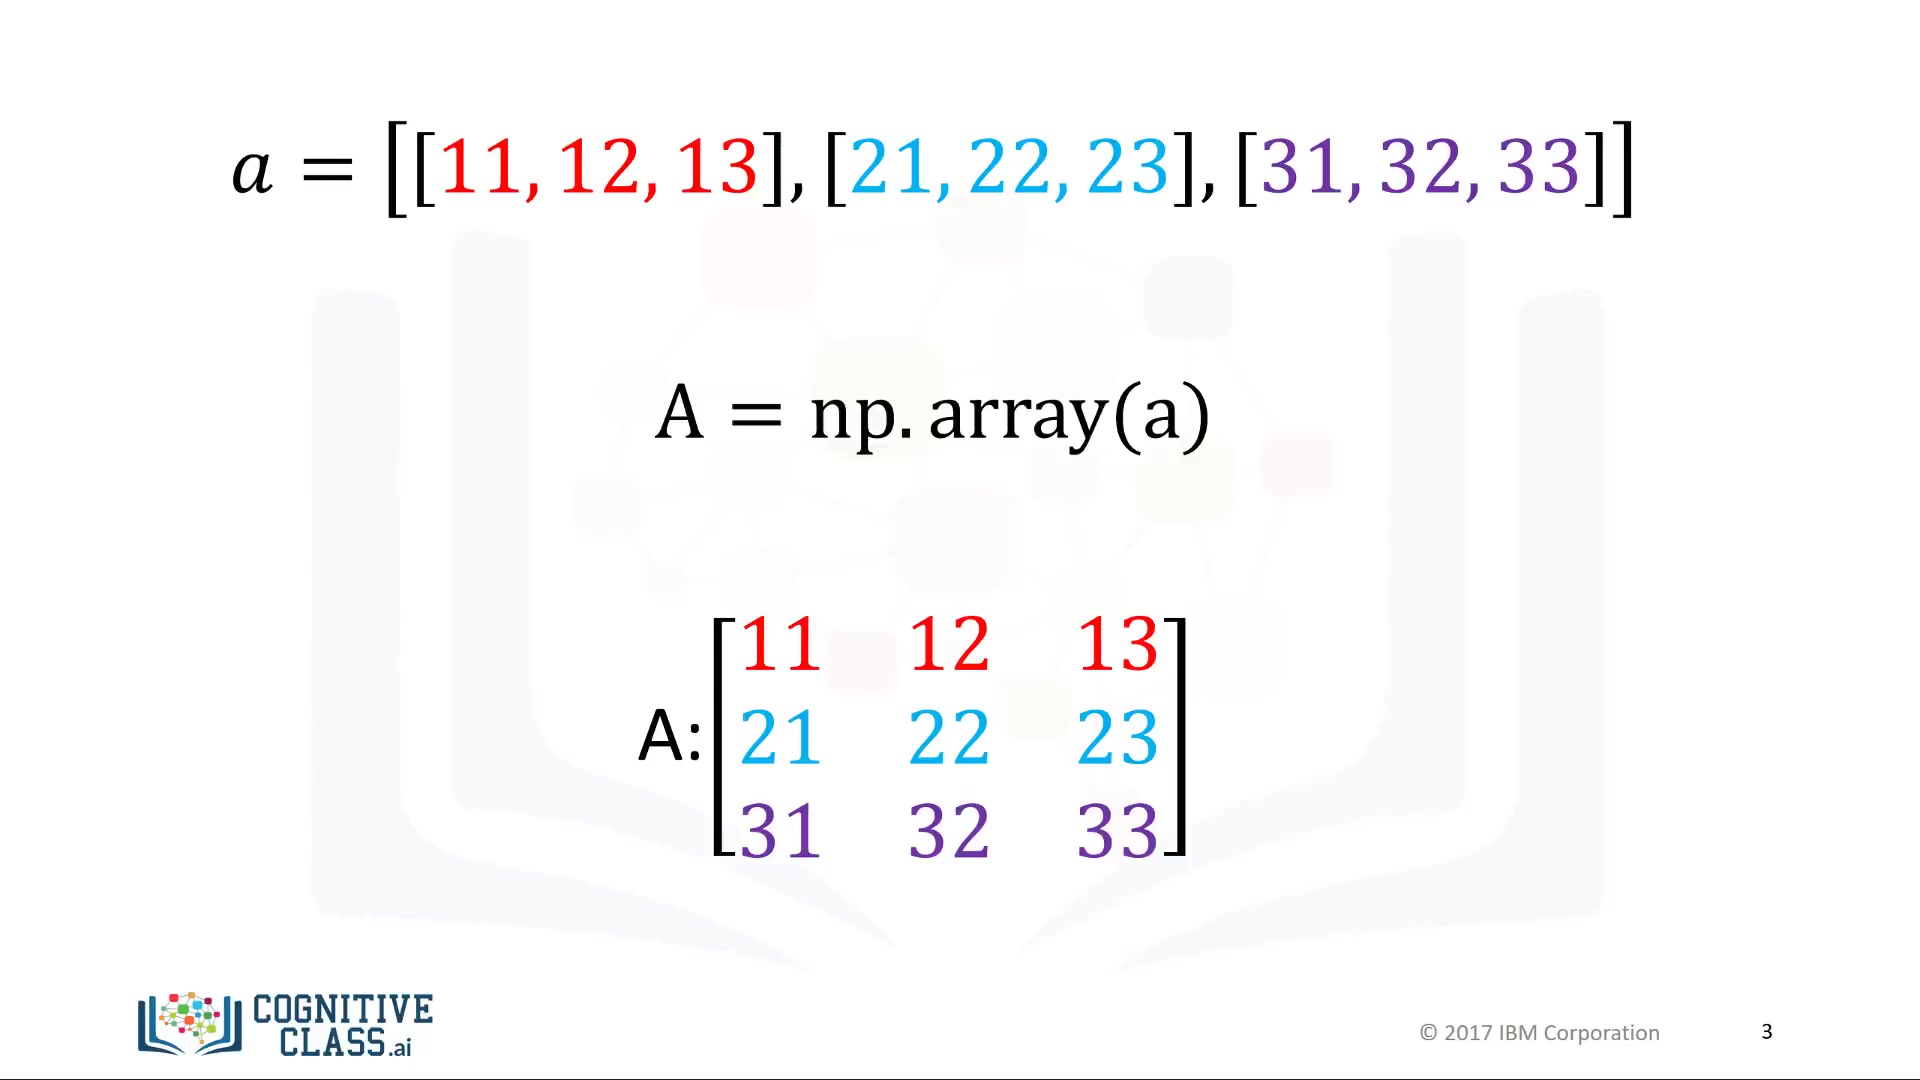 a = [[11, 12, 13], [21, 22, 23], [31, 32, 33]]
A = np. array(a)
A: [11 12 13
21 22 23
31 32 33]
COGNITIVE
CLASS.ai
© 2017 IBM Corporation 3